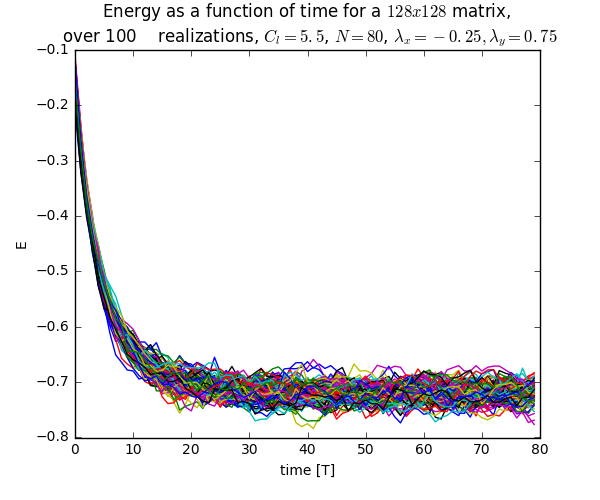 Energy as a function of time for a 128x128 matrix,
over 100 realizations, C_l = 5.5, N = 80, λ_x = −0.25, λ_y = 0.75
−0.1
−0.2
−0.3
−0.4
−0.5
−0.6
−0.7
−0.8
E
0 10 20 30 40 50 60 70 80
time [T]